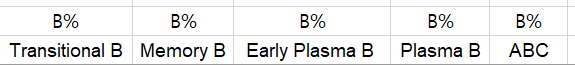 B% B% B% B% B%
Transitional B Memory B Early Plasma B Plasma B ABC